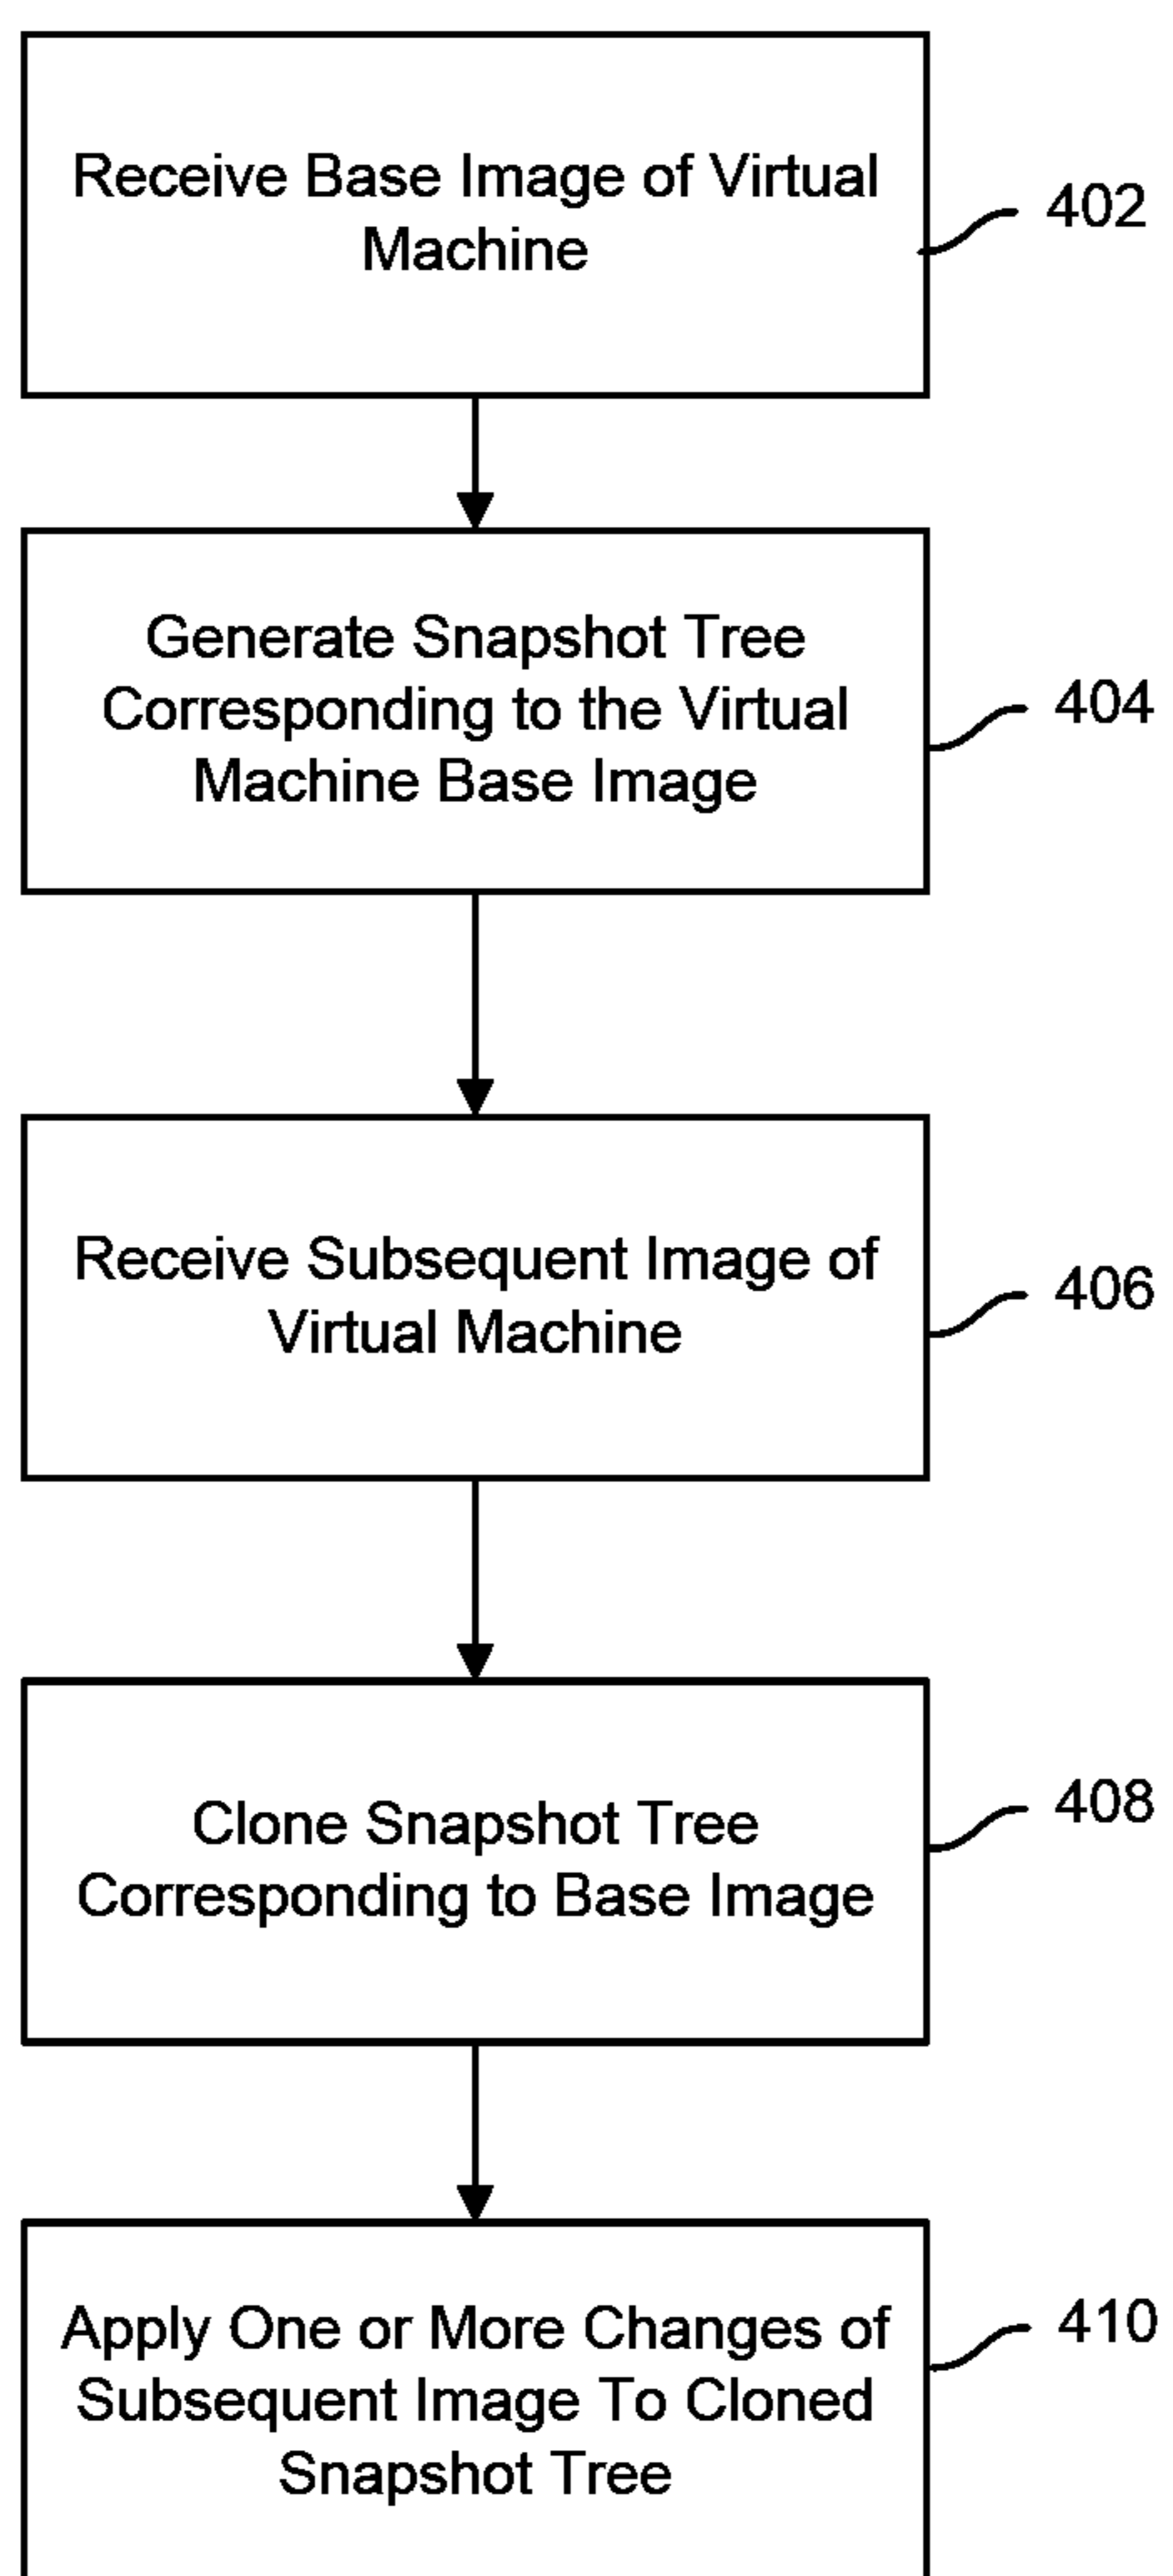 Receive Base Image of Virtual
Machine
402
Generate Snapshot Tree
Corresponding to the Virtual
Machine Base Image
404
Receive Subsequent Image of
Virtual Machine
406
Clone Snapshot Tree
Corresponding to Base Image
408
Apply One or More Changes of
Subsequent Image To Cloned
Snapshot Tree
410